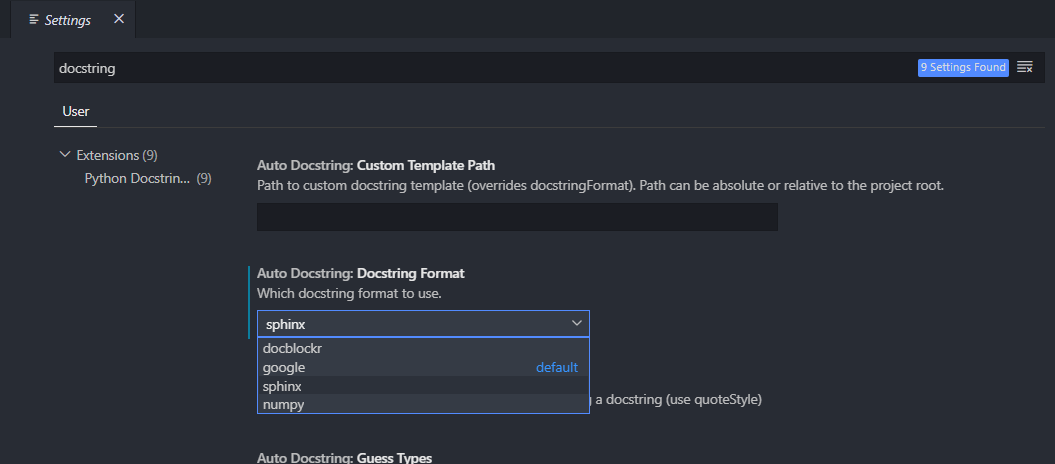 Settings
docstring
9 Settings Found
User
Extensions (9)
Python Docstrin... (9)
Auto Docstring: Custom Template Path
Path to custom docstring template (overrides docstringFormat). Path can be absolute or relative to the project root.
Auto Docstring: Docstring Format
Which docstring format to use.
sphinx
docblockr
google default
sphinx
numpy
a docstring (use quoteStyle)
Auto Docstring: Guess Types